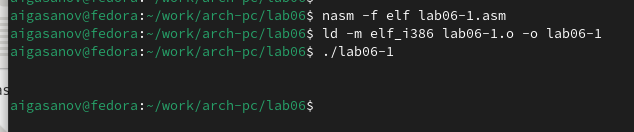 aigasanov@fedora:~/work/arch-pc/lab06$ nasm -f elf lab06-1.asm
aigasanov@fedora:~/work/arch-pc/lab06$ ld -m elf_i386 lab06-1.o -o lab06-1
aigasanov@fedora:~/work/arch-pc/lab06$ ./lab06-1
aigasanov@fedora:~/work/arch-pc/lab06$